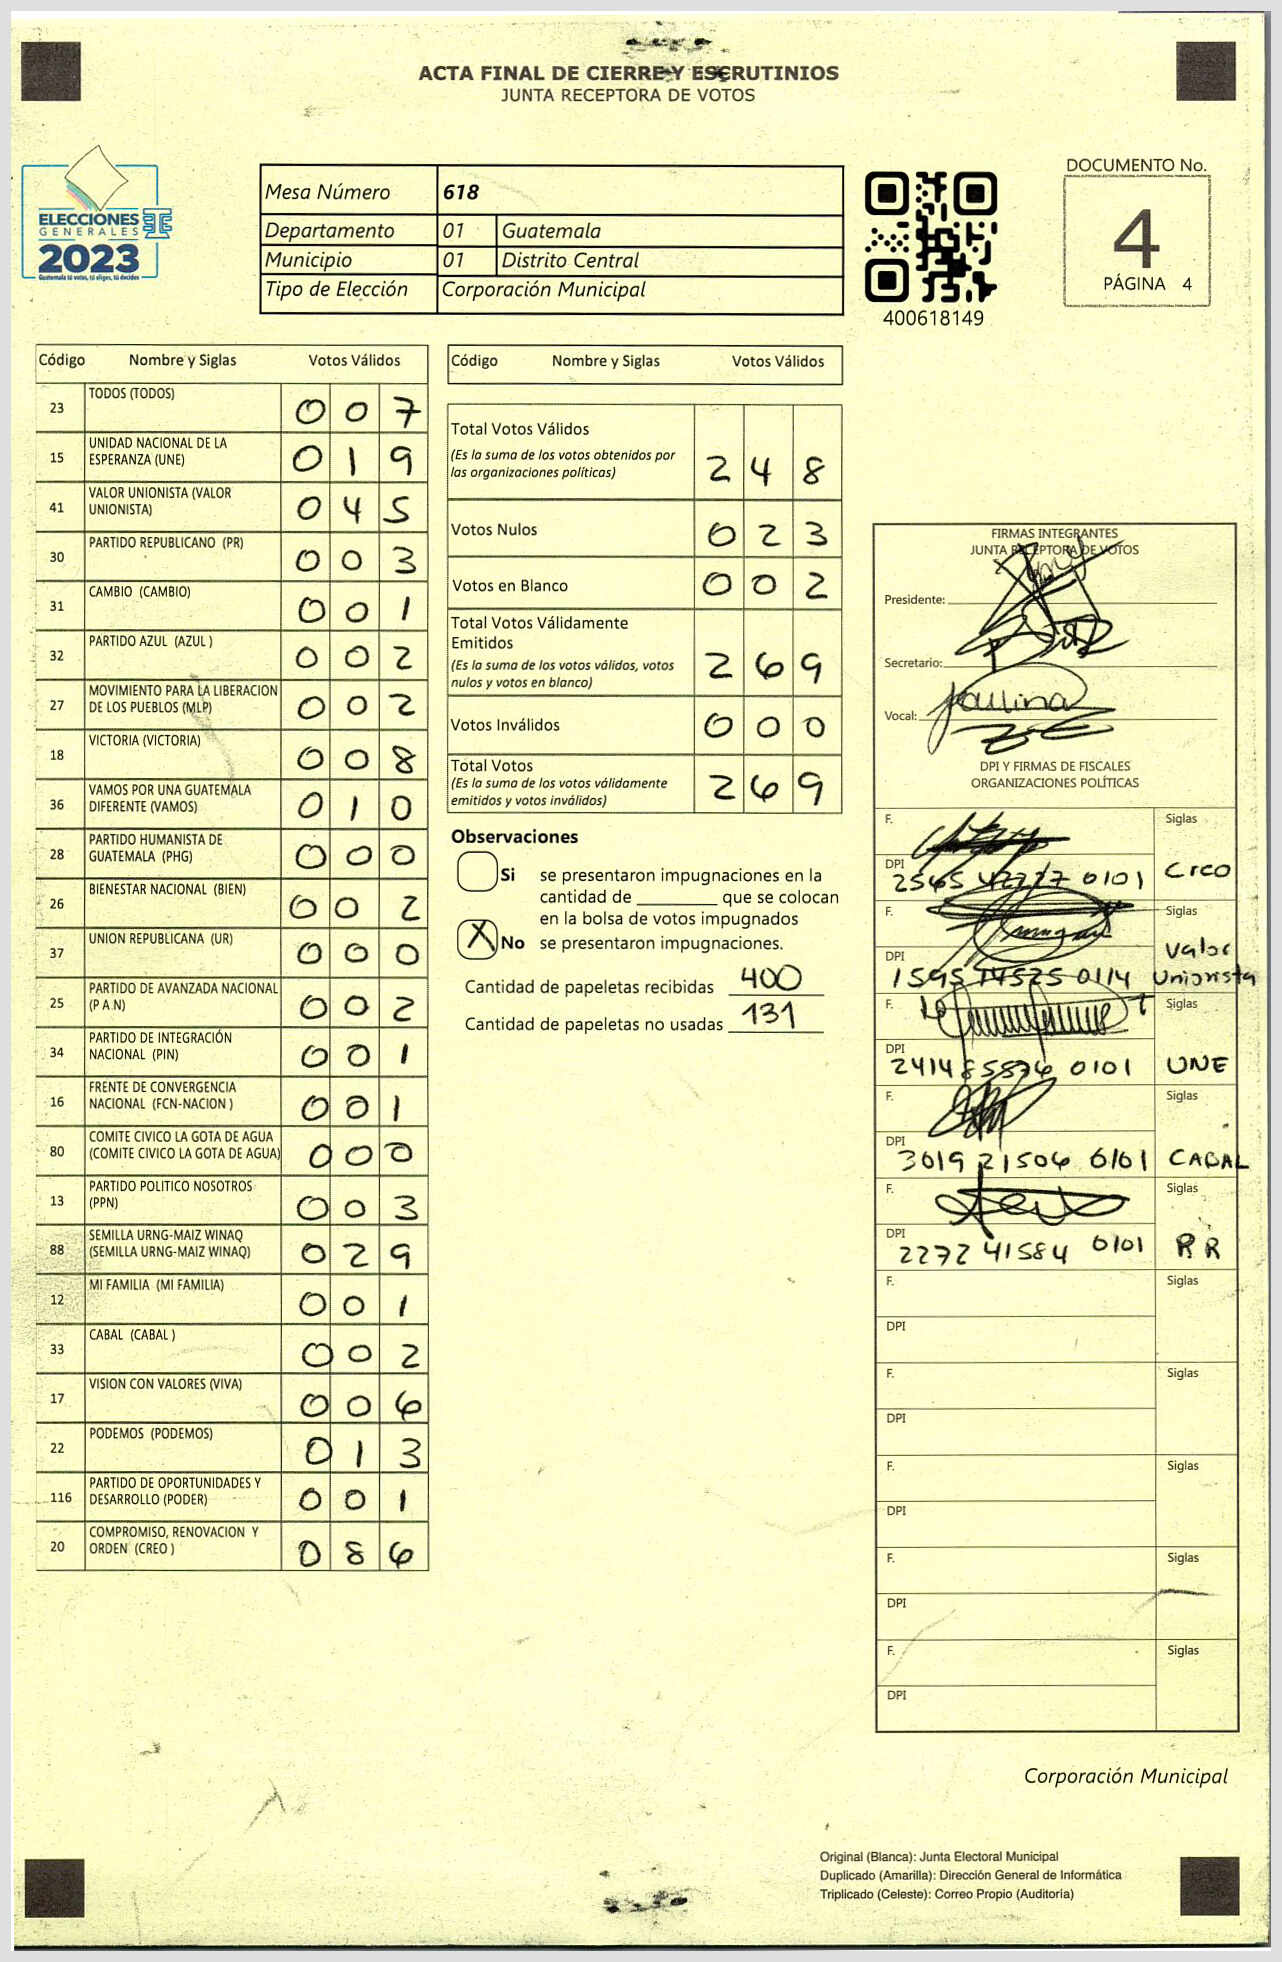 ACTA FINAL DE CIERRE Y ESCRUTINIOS
JUNTA RECEPTORA DE VOTOS
ELECCIONES
GENERALES
2023
Guatemala tú votas, tú eliges, tú decides
Mesa Número 618
Departamento 01 Guatemala
Municipio 01 Distrito Central
Tipo de Elección Corporación Municipal
400618149
DOCUMENTO No.
4
PÁGINA 4
Código Nombre y Siglas Votos Válidos
23 TODOS (TODOS) 0 0 7
15 UNIDAD NACIONAL DE LA ESPERANZA (UNE) 0 1 9
41 VALOR UNIONISTA (VALOR UNIONISTA) 0 4 5
30 PARTIDO REPUBLICANO (PR) 0 0 3
31 CAMBIO (CAMBIO) 0 0 1
32 PARTIDO AZUL (AZUL ) 0 0 2
27 MOVIMIENTO PARA LA LIBERACION DE LOS PUEBLOS (MLP) 0 0 2
18 VICTORIA (VICTORIA) 0 0 8
36 VAMOS POR UNA GUATEMALA DIFERENTE (VAMOS) 0 1 0
28 PARTIDO HUMANISTA DE GUATEMALA (PHG) 0 0 0
26 BIENESTAR NACIONAL (BIEN) 0 0 2
37 UNION REPUBLICANA (UR) 0 0 0
25 PARTIDO DE AVANZADA NACIONAL (P A N) 0 0 2
34 PARTIDO DE INTEGRACIÓN NACIONAL (PIN) 0 0 1
16 FRENTE DE CONVERGENCIA NACIONAL (FCN-NACION ) 0 0 1
80 COMITE CIVICO LA GOTA DE AGUA (COMITE CIVICO LA GOTA DE AGUA) 0 0 0
13 PARTIDO POLITICO NOSOTROS (PPN) 0 0 3
88 SEMILLA URNG-MAIZ WINAQ (SEMILLA URNG-MAIZ WINAQ) 0 2 9
12 MI FAMILIA (MI FAMILIA) 0 0 1
33 CABAL (CABAL ) 0 0 2
17 VISION CON VALORES (VIVA) 0 0 6
22 PODEMOS (PODEMOS) 0 1 3
116 PARTIDO DE OPORTUNIDADES Y DESARROLLO (PODER) 0 0 1
20 COMPROMISO, RENOVACION Y ORDEN (CREO ) 0 8 6
Código Nombre y Siglas Votos Válidos
Total Votos Válidos
(Es la suma de los votos obtenidos por
las organizaciones políticas) 2 4 8
Votos Nulos 0 2 3
Votos en Blanco 0 0 2
Total Votos Válidamente
Emitidos
(Es la suma de los votos válidos, votos
nulos y votos en blanco) 2 6 9
Votos Inválidos 0 0 0
Total Votos
(Es la suma de los votos válidamente
emitidos y votos inválidos) 2 6 9
Observaciones
Si se presentaron impugnaciones en la
cantidad de ________ que se colocan
en la bolsa de votos impugnados
X No se presentaron impugnaciones.
Cantidad de papeletas recibidas 400
Cantidad de papeletas no usadas 131
FIRMAS INTEGRANTES
JUNTA RECEPTORA DE VOTOS
Presidente:
Secretario:
Vocal: Paulina
DPI Y FIRMAS DE FISCALES
ORGANIZACIONES POLÍTICAS
F. Siglas
DPI 2565 42727 0101 Creo
F. Siglas
DPI 1595 74525 0114 Valor Unionista
F. Siglas
DPI 2414 85876 0101 UNE
F. Siglas
DPI 3019 21506 0101 CABAL
F. Siglas
DPI 2272 41584 0101 RR
F. Siglas
DPI
F. Siglas
DPI
F. Siglas
DPI
F. Siglas
DPI
F. Siglas
DPI
Corporación Municipal
Original (Blanca): Junta Electoral Municipal
Duplicado (Amarilla): Dirección General de Informática
Triplicado (Celeste): Correo Propio (Auditoría)